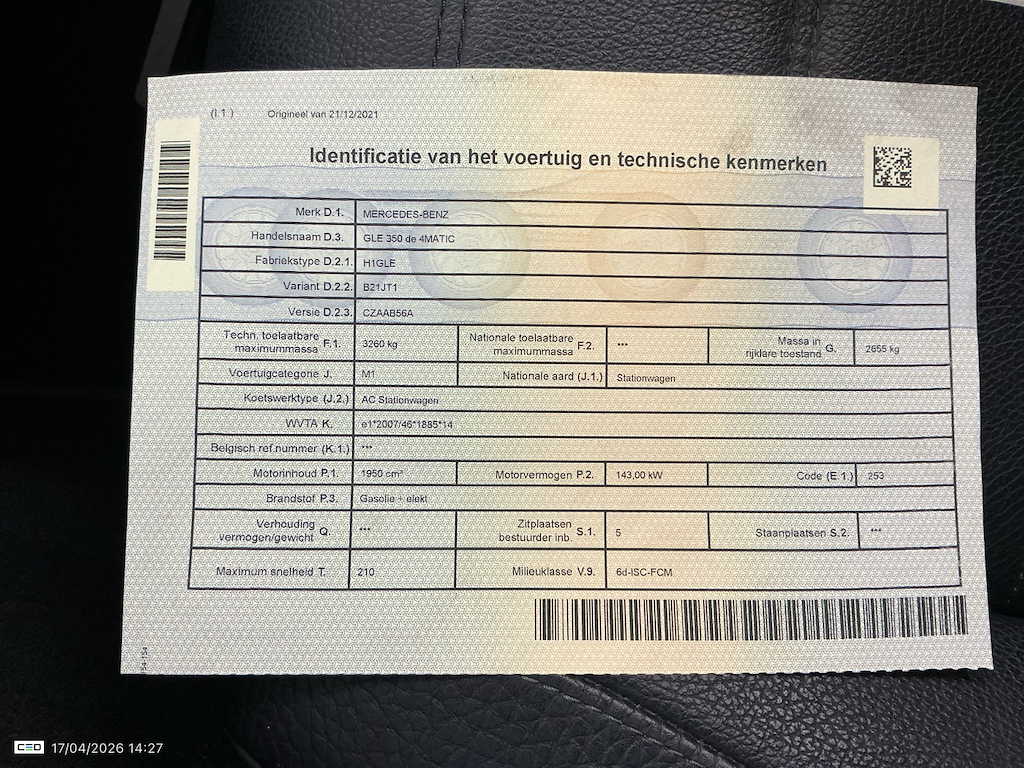 (I.1.) Origineel van 21/12/2021
Identificatie van het voertuig en technische kenmerken
Merk D.1. MERCEDES-BENZ
Handelsnaam D.3. GLE 350 de 4MATIC
Fabriekstype D.2.1. H1GLE
Variant D.2.2. B21JT1
Versie D.2.3. CZAAB56A
Techn. toelaatbare maximummassa F.1. 3260 kg Nationale toelaatbare maximummassa F.2. *** Massa in rijklare toestand G. 2655 kg
Voertuigcategorie J. M1 Nationale aard (J.1.) Stationwagen
Koetswerktype (J.2.) AC Stationwagen
WVTA K. e1*2007/46*1885*14
Belgisch ref.nummer (K.1.) ***
Motorinhoud P.1. 1950 cm³ Motorvermogen P.2. 143,00 kW Code (E.1.) 253
Brandstof P.3. Gasolie + elekt
Verhouding vermogen/gewicht Q. *** Zitplaatsen bestuurder inb. S.1. 5 Staanplaatsen S.2. ***
Maximum snelheid T. 210 Milieuklasse V.9. 6d-ISC-FCM
154-154
CEO 17/04/2026 14:27